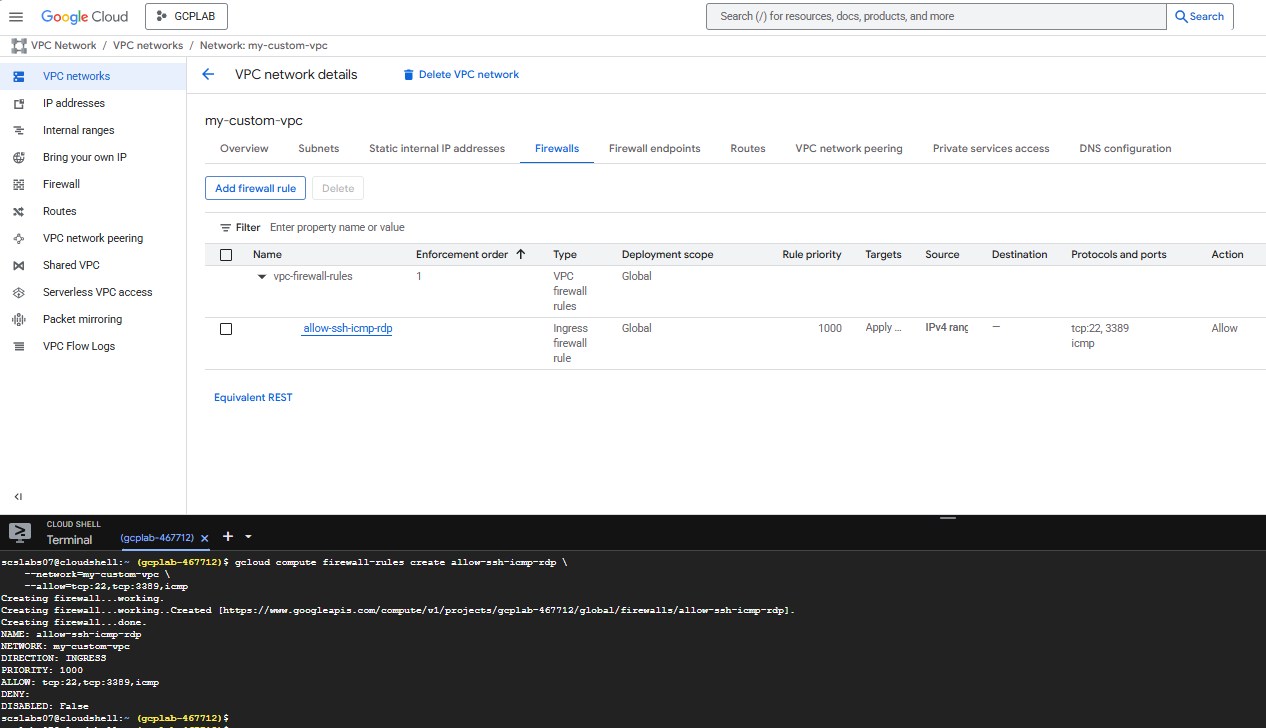 Google Cloud GCPLAB Search (/) for resources, docs, products, and more Search
VPC Network / VPC networks / Network: my-custom-vpc
VPC networks
IP addresses
Internal ranges
Bring your own IP
Firewall
Routes
VPC network peering
Shared VPC
Serverless VPC access
Packet mirroring
VPC Flow Logs
VPC network details Delete VPC network
my-custom-vpc
Overview Subnets Static internal IP addresses Firewalls Firewall endpoints Routes VPC network peering Private services access DNS configuration
Add firewall rule Delete
Filter Enter property name or value
Name Enforcement order Type Deployment scope Rule priority Targets Source Destination Protocols and ports Action
vpc-firewall-rules 1 VPC Global
firewall
rules
allow-ssh-icmp-rdp Ingress Global 1000 Apply ... IPv4 rang — tcp:22, 3389 Allow
firewall icmp
rule
Equivalent REST
CLOUD SHELL
Terminal (gcplab-467712)
scslabs07@cloudshell:~ (gcplab-467712)$ gcloud compute firewall-rules create allow-ssh-icmp-rdp \
--network=my-custom-vpc \
--allow=tcp:22,tcp:3389,icmp
Creating firewall...working.
Creating firewall...working..Created [https://www.googleapis.com/compute/v1/projects/gcplab-467712/global/firewalls/allow-ssh-icmp-rdp].
Creating firewall...done.
NAME: allow-ssh-icmp-rdp
NETWORK: my-custom-vpc
DIRECTION: INGRESS
PRIORITY: 1000
ALLOW: tcp:22,tcp:3389,icmp
DENY:
DISABLED: False
scslabs07@cloudshell:~ (gcplab-467712)$